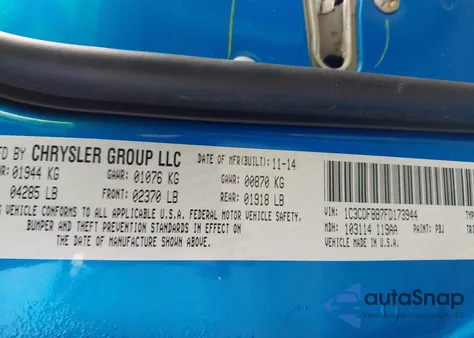 FD BY CHRYSLER GROUP LLC DATE OF MFR(BUILT): 11-14
01944 KG GAWR: 01076 KG GAWR: 00870 KG
04285 LB FRONT: 02370 LB REAR: 01918 LB
VEHICLE CONFORMS TO ALL APPLICABLE U.S.A. FEDERAL MOTOR VEHICLE SAFETY,
BUMPER AND THEFT PREVENTION STANDARDS IN EFFECT ON
THE DATE OF MANUFACTURE SHOWN ABOVE.
VIN: 1C3CDFBB7FD173944
MDH: 103114 119AA PAINT: PBJ
VEHICLE MADE IN U.S.A.
autoSnap